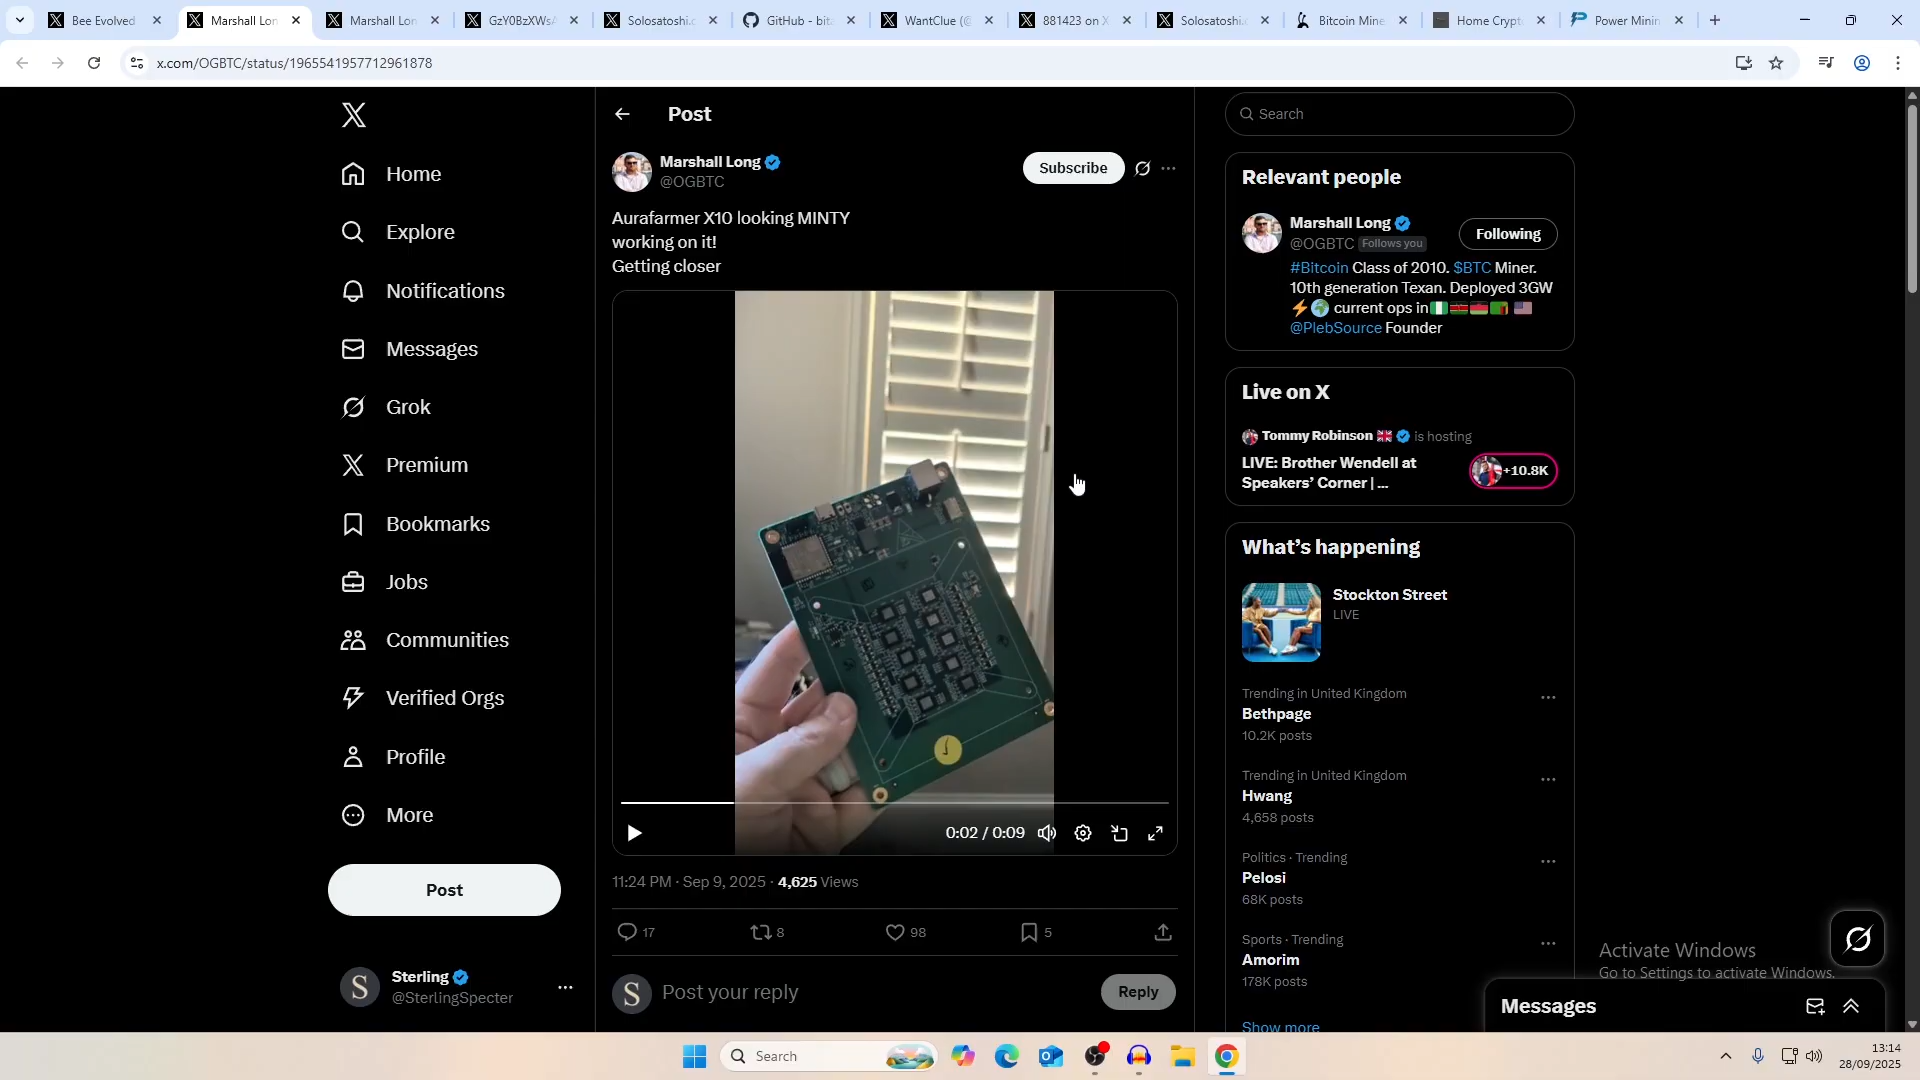 Bee Evolved
Marshall Lon
Marshall Lon
GzY0BzXWs
Solosatoshi.c
GitHub - bit
WantClue (@
881423 on X
Solosatoshi.
Bitcoin Mine
Home Crypt
Power Minin
x.com/OGBTC/status/1965541957712961878
Home
Explore
Notifications
Messages
Grok
Premium
Bookmarks
Jobs
Communities
Verified Orgs
Profile
More
Post
Sterling
@SterlingSpecter
Post
Marshall Long
@OGBTC
Subscribe
Aurafarmer X10 looking MINTY
working on it!
Getting closer
0:02 / 0:09
11:24 PM · Sep 9, 2025 · 4,625 Views
17
8
98
5
Post your reply
Reply
Search
Relevant people
Marshall Long
@OGBTC Follows you
Following
#Bitcoin Class of 2010. $BTC Miner.
10th generation Texan. Deployed 3GW
⚡🌍 current ops in🇳🇬🇰🇪🇲🇼🇿🇲 🇺🇸
@PlebSource Founder
Live on X
Tommy Robinson 🇬🇧 is hosting
LIVE: Brother Wendell at
Speakers' Corner | ...
+10.8K
What's happening
Stockton Street
LIVE
Trending in United Kingdom
Bethpage
10.2K posts
Trending in United Kingdom
Hwang
4,658 posts
Politics · Trending
Pelosi
68K posts
Sports · Trending
Amorim
178K posts
Show more
Activate Windows
Go to Settings to activate Windows.
Messages
Search
13:14
28/09/2025